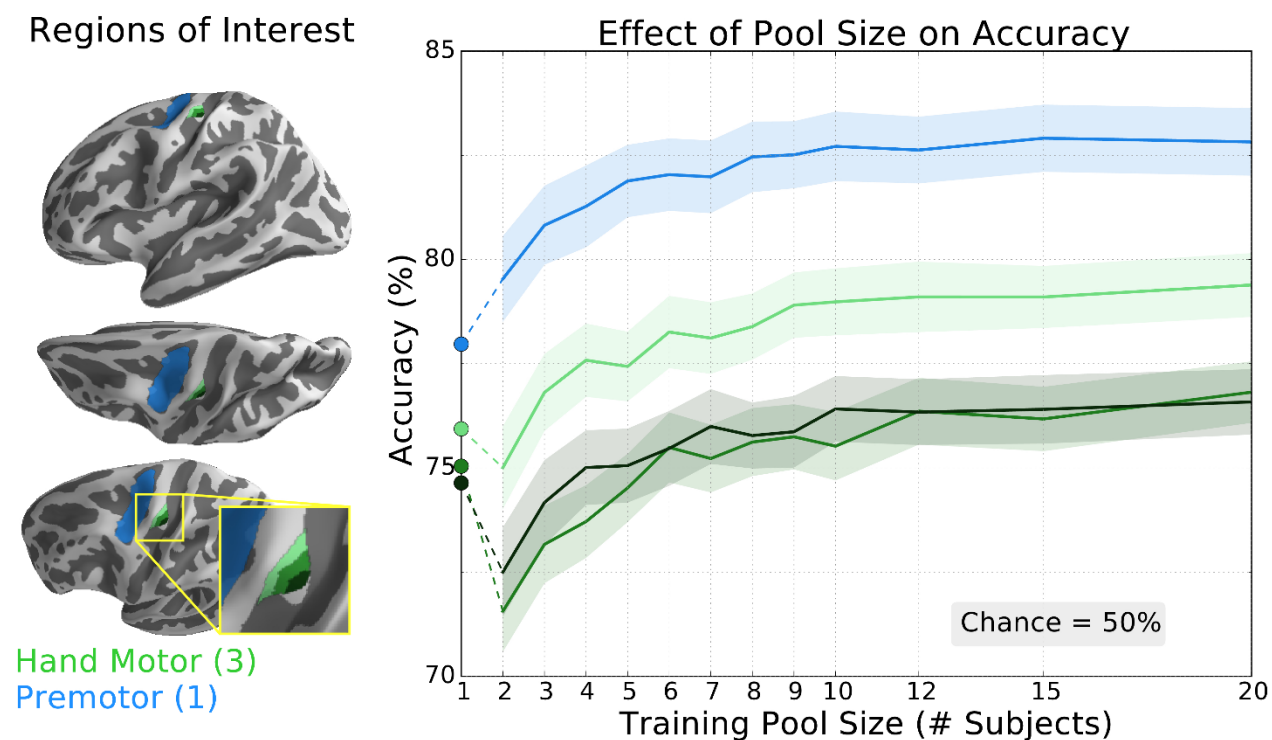 Regions of Interest
Hand Motor (3)
Premotor (1)
Effect of Pool Size on Accuracy
Accuracy (%)
85
80
75
70
Chance = 50%
1 2 3 4 5 6 7 8 9 10 12 15 20
Training Pool Size (# Subjects)